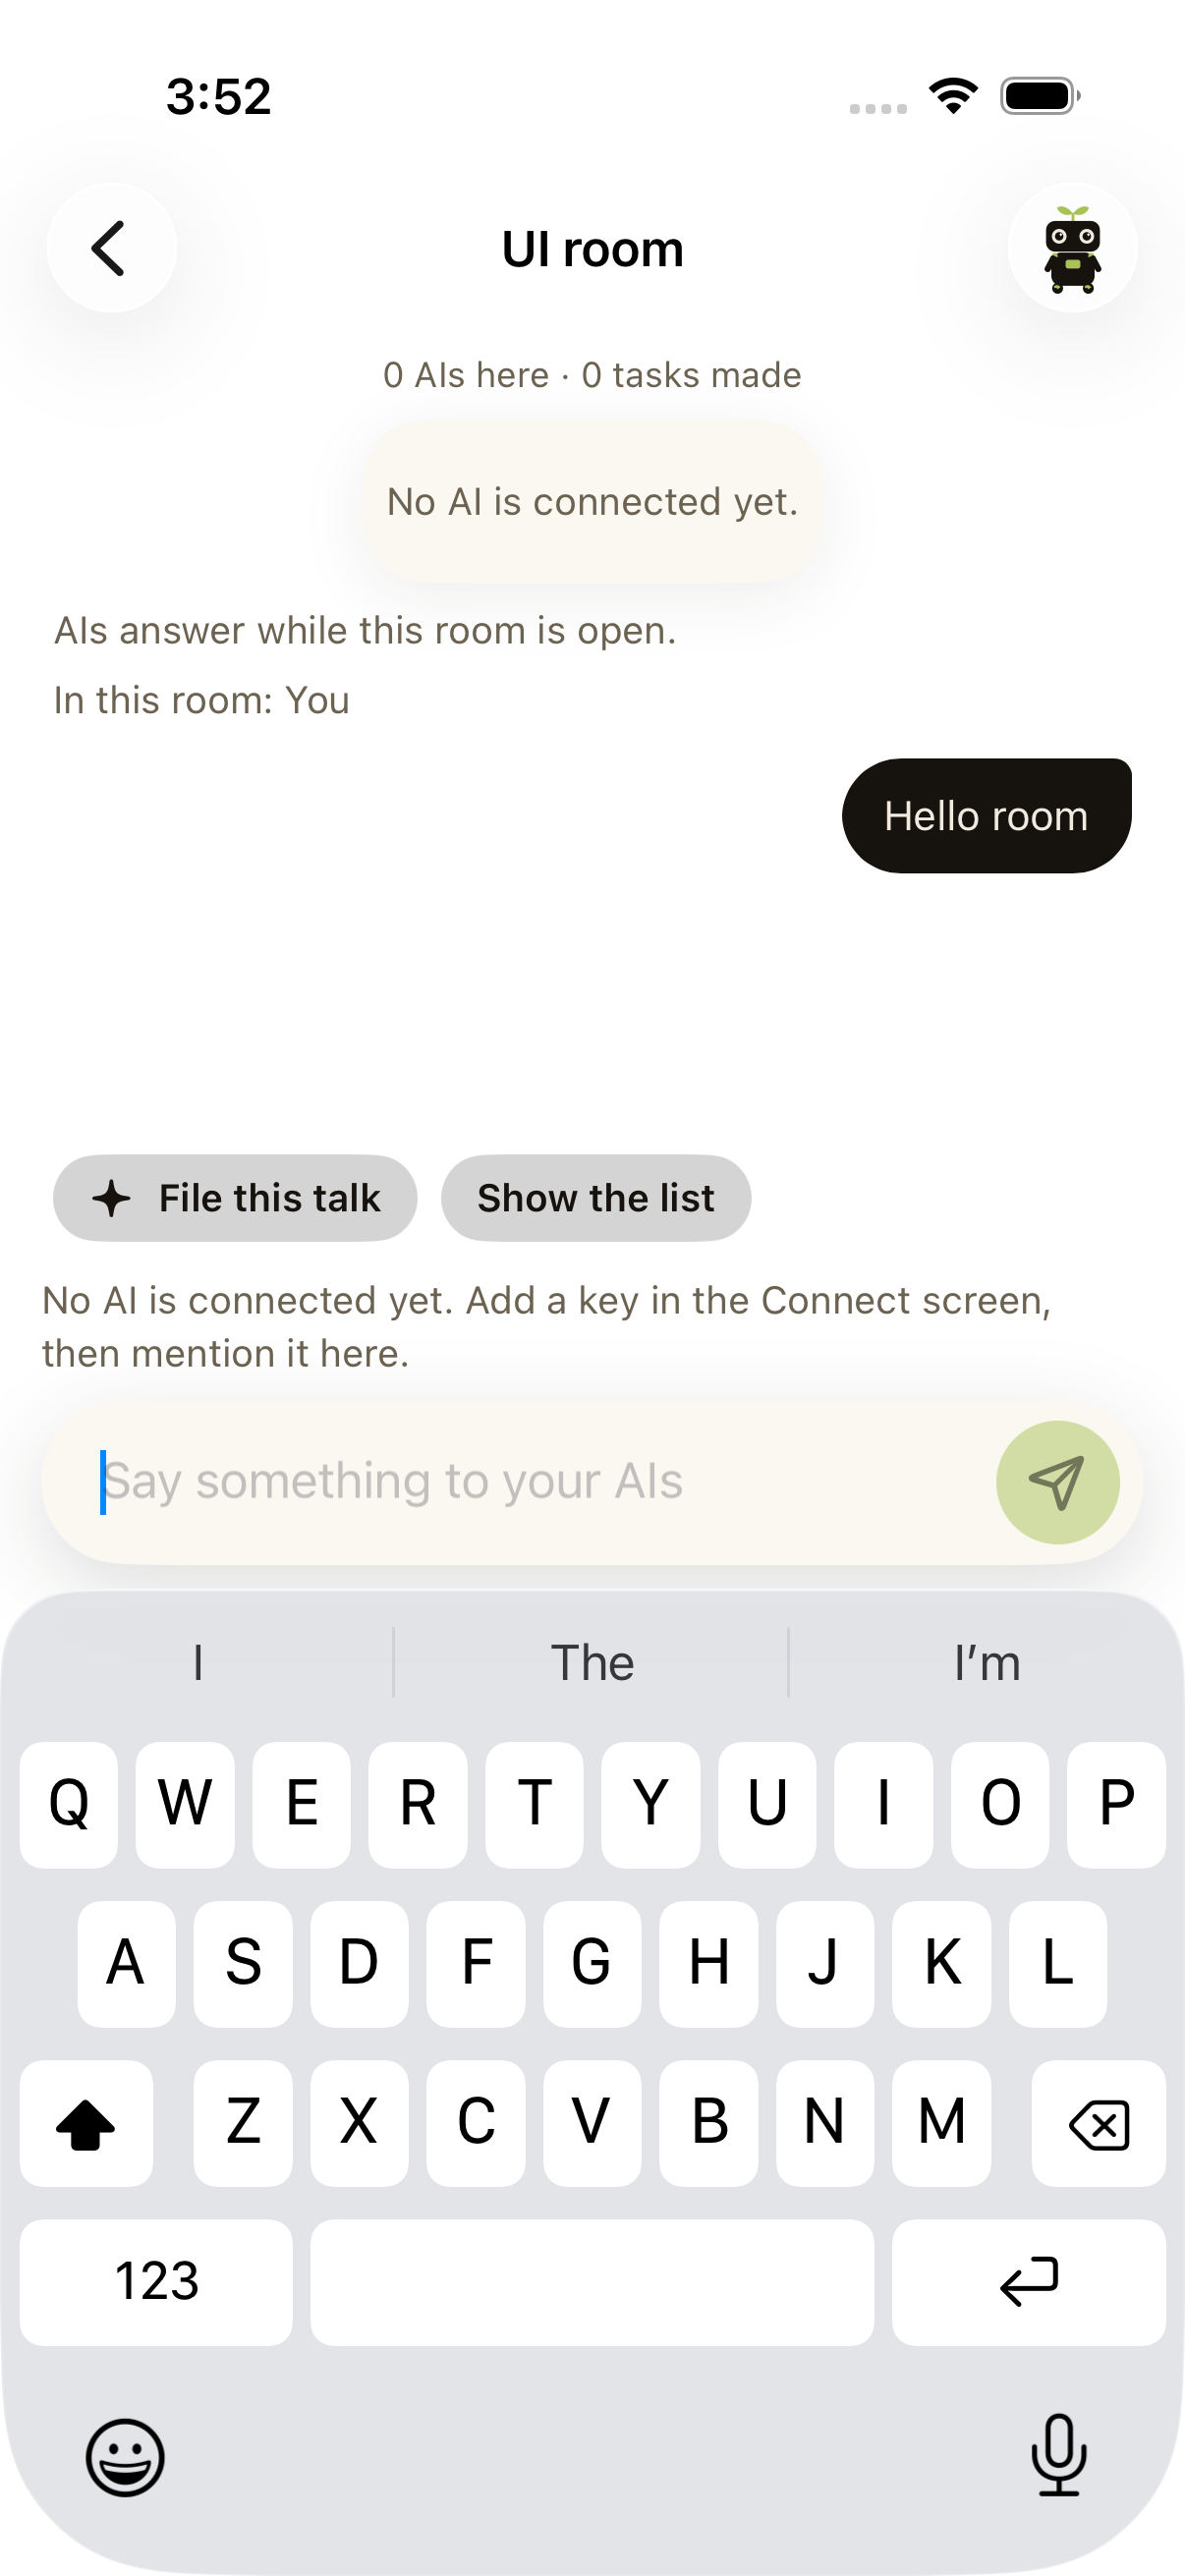 3:52
UI room
0 AIs here · 0 tasks made
No AI is connected yet.
AIs answer while this room is open.
In this room: You
Hello room
File this talk
Show the list
No AI is connected yet. Add a key in the Connect screen,
then mention it here.
Say something to your AIs
I The I’m
Q W E R T Y U I O P
A S D F G H J K L
Z X C V B N M
123